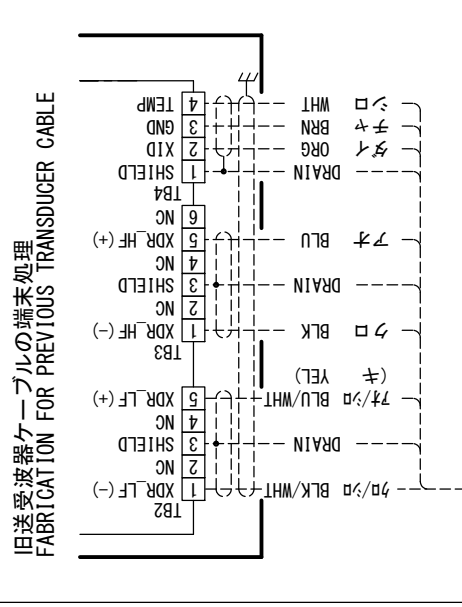 旧送受波器ケーブルの端末処理
FABRICATION FOR PREVIOUS TRANSDUCER CABLE
TB2
クロ/シロ BLK/WHT 1 XDR_LF(-)
2 NC
DRAIN 3 SHIELD
4 NC
アオ/シロ BLU/WHT 5 XDR_LF(+)
(キ YEL)
TB3
クロ BLK 1 XDR_HF(-)
2 NC
DRAIN 3 SHIELD
4 NC
アオ BLU 5 XDR_HF(+)
6 NC
TB4
DRAIN 1 SHIELD
ダイ ORG 2 XID
チャ BRN 3 GND
シロ WHT 4 TEMP